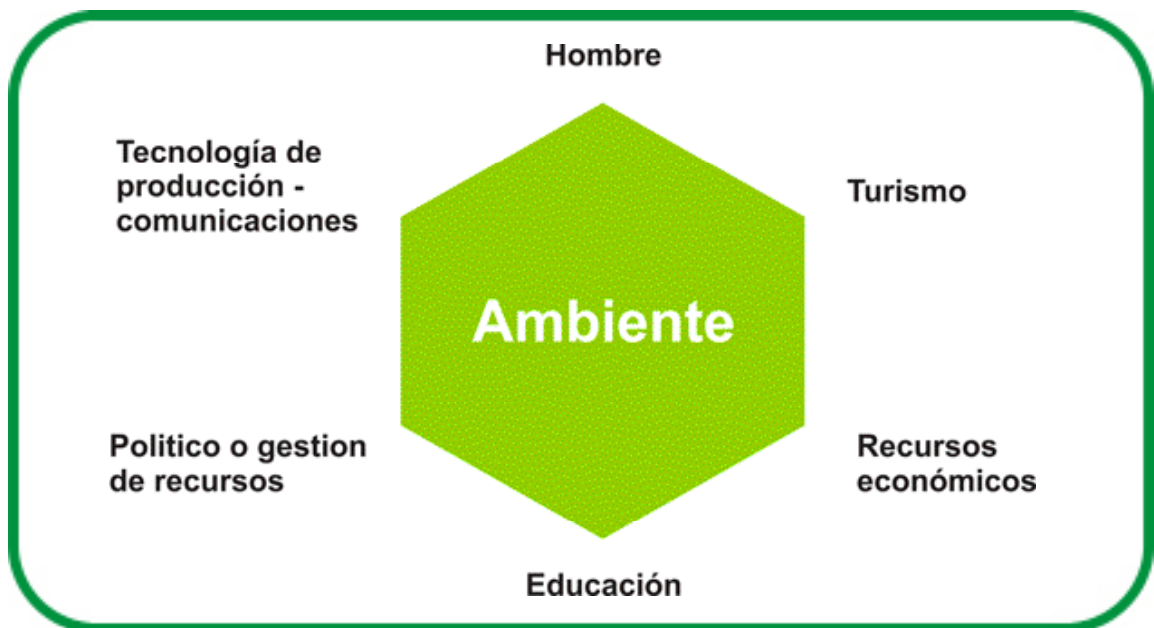 Hombre
Tecnología de
producción -
comunicaciones
Turismo
Ambiente
Politico o gestion
de recursos
Recursos
económicos
Educación